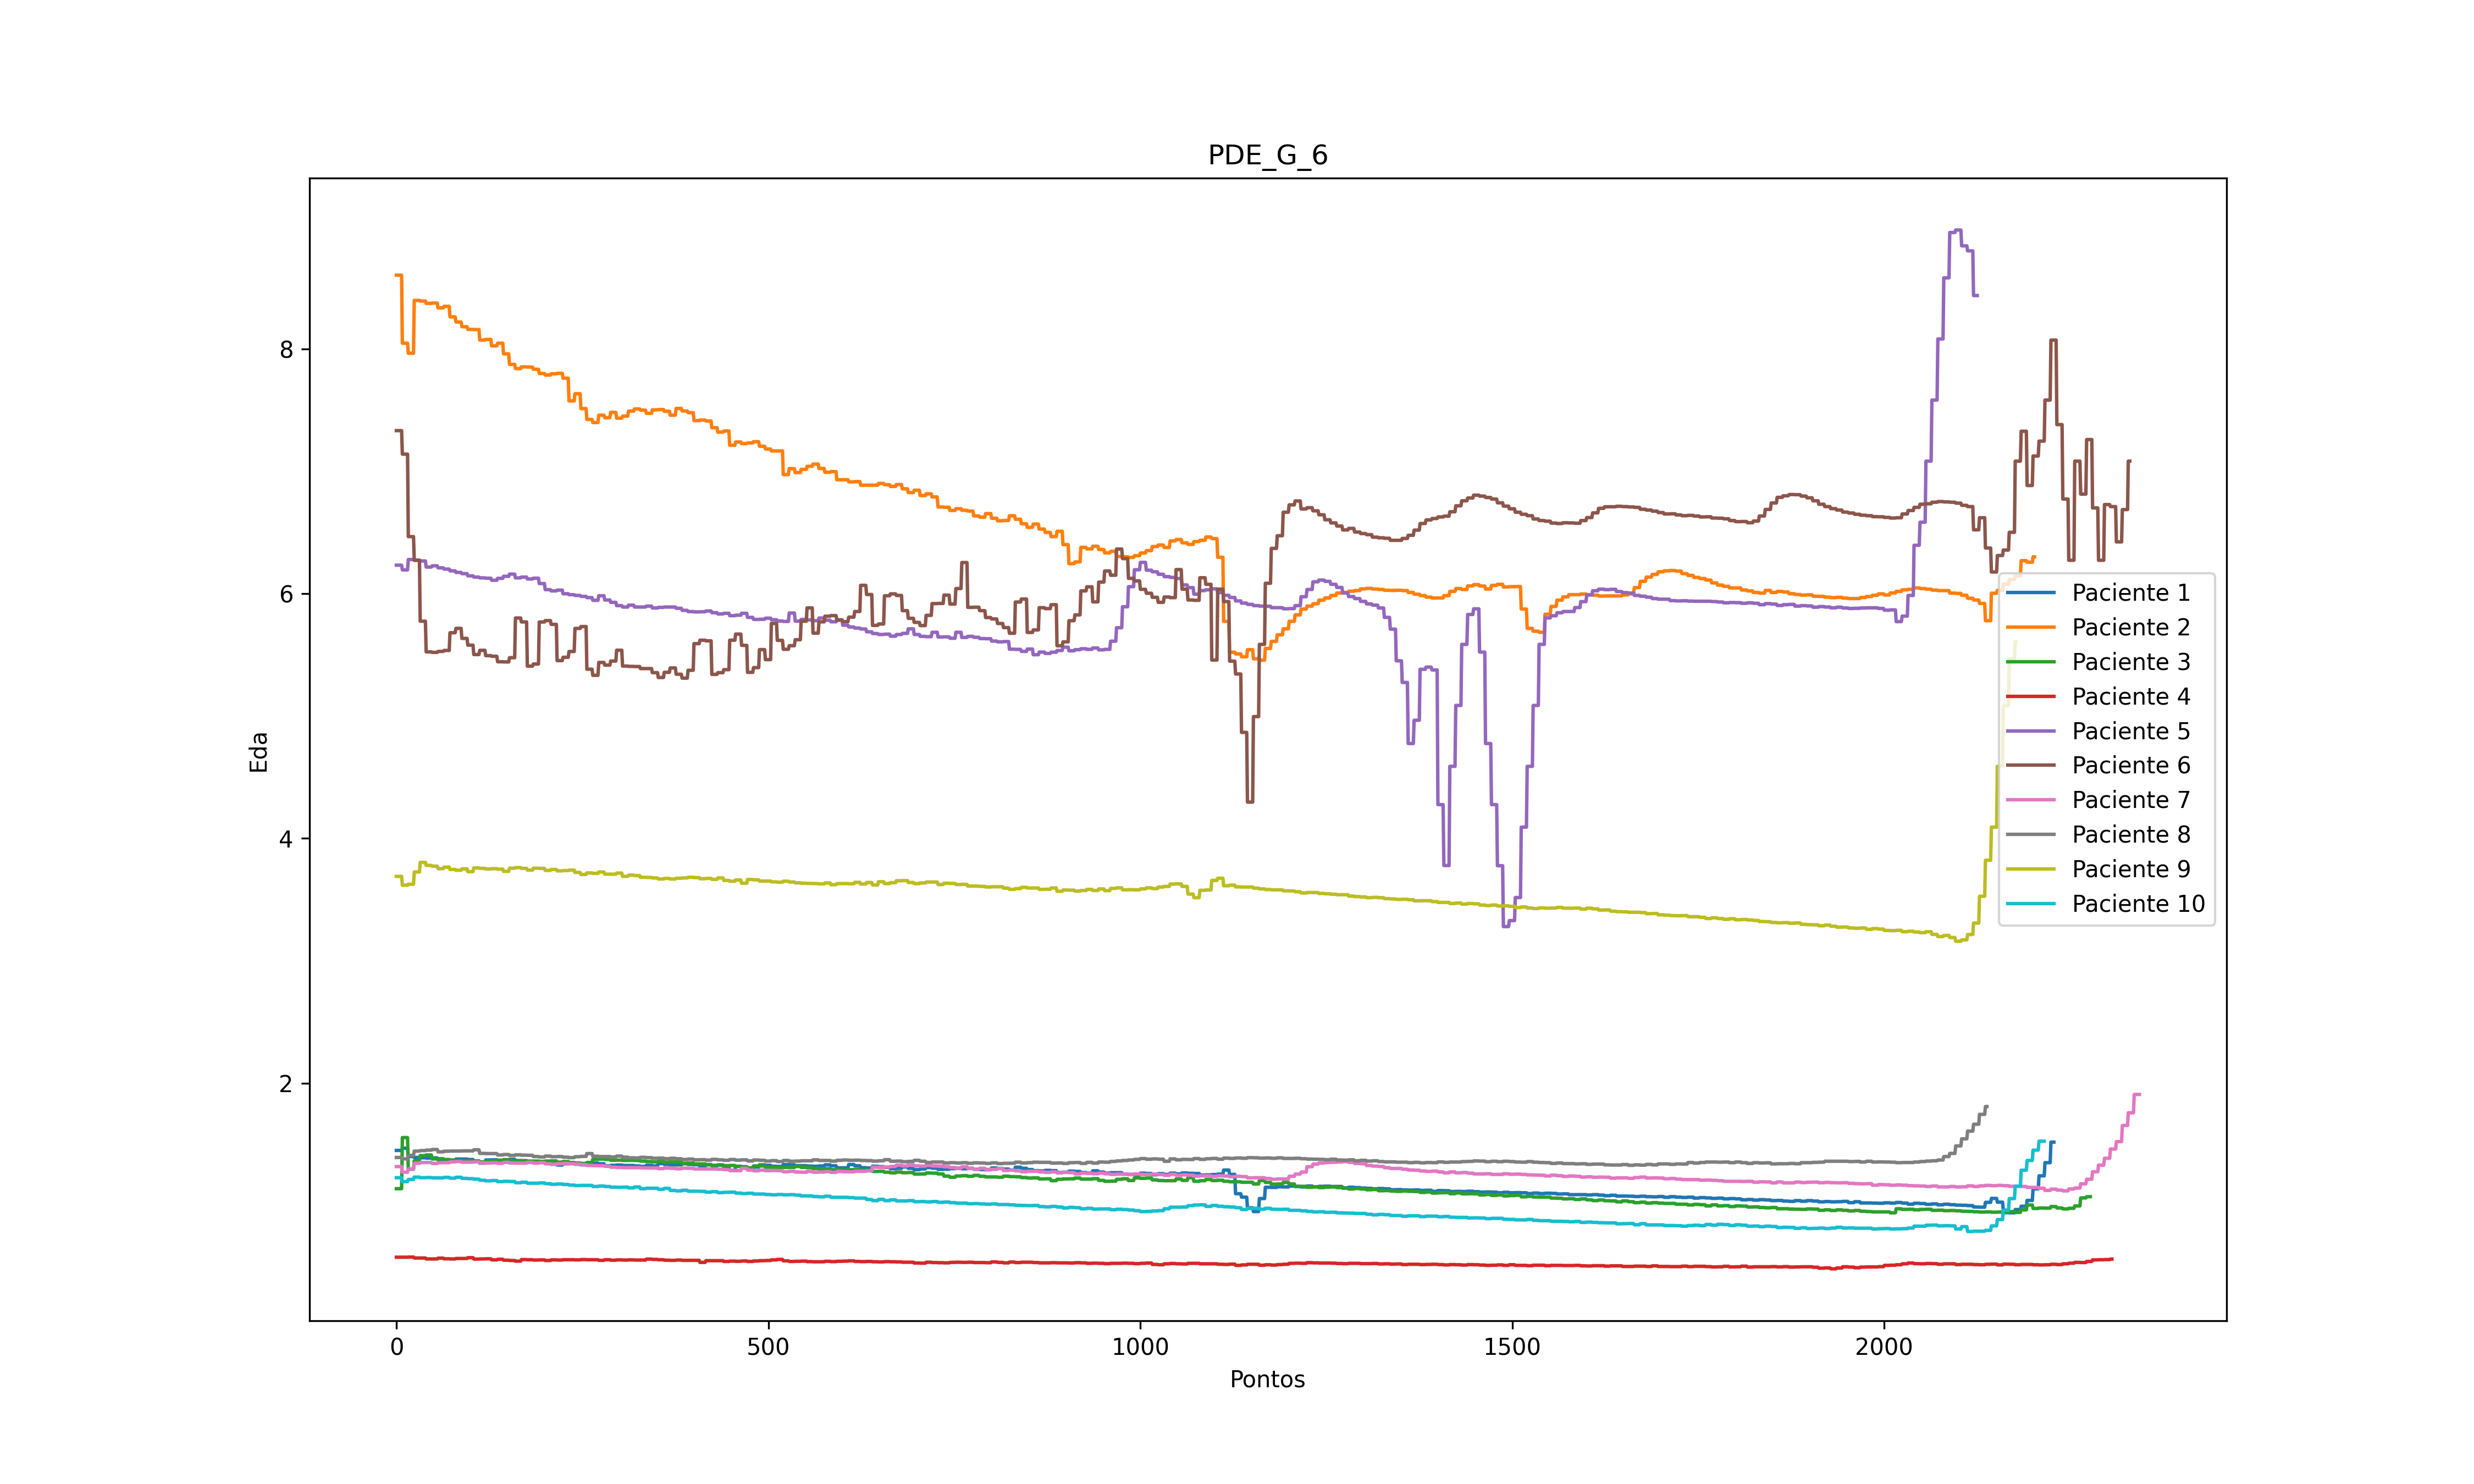 PDE_G_6
8
6
4
2
Eda
0
500
1000
1500
2000
Pontos
Paciente 1
Paciente 2
Paciente 3
Paciente 4
Paciente 5
Paciente 6
Paciente 7
Paciente 8
Paciente 9
Paciente 10